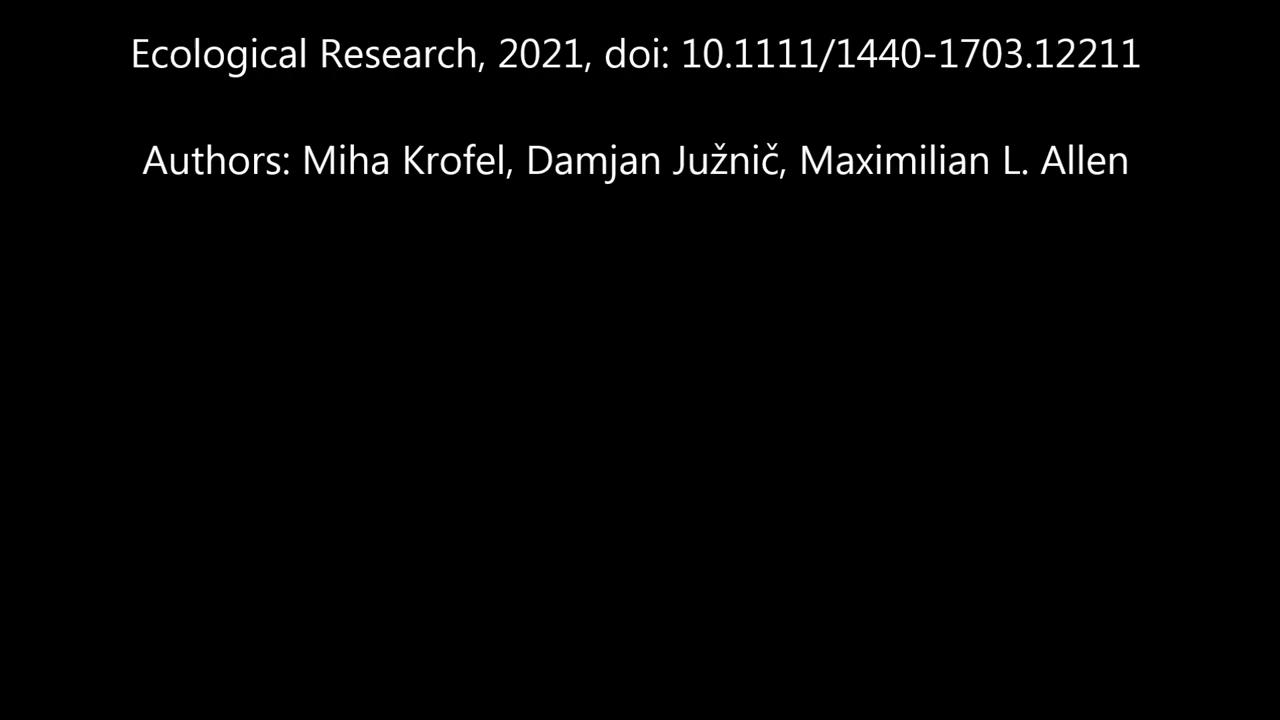 Ecological Research, 2021, doi: 10.1111/1440-1703.12211
Authors: Miha Krofel, Damjan Južnič, Maximilian L. Allen